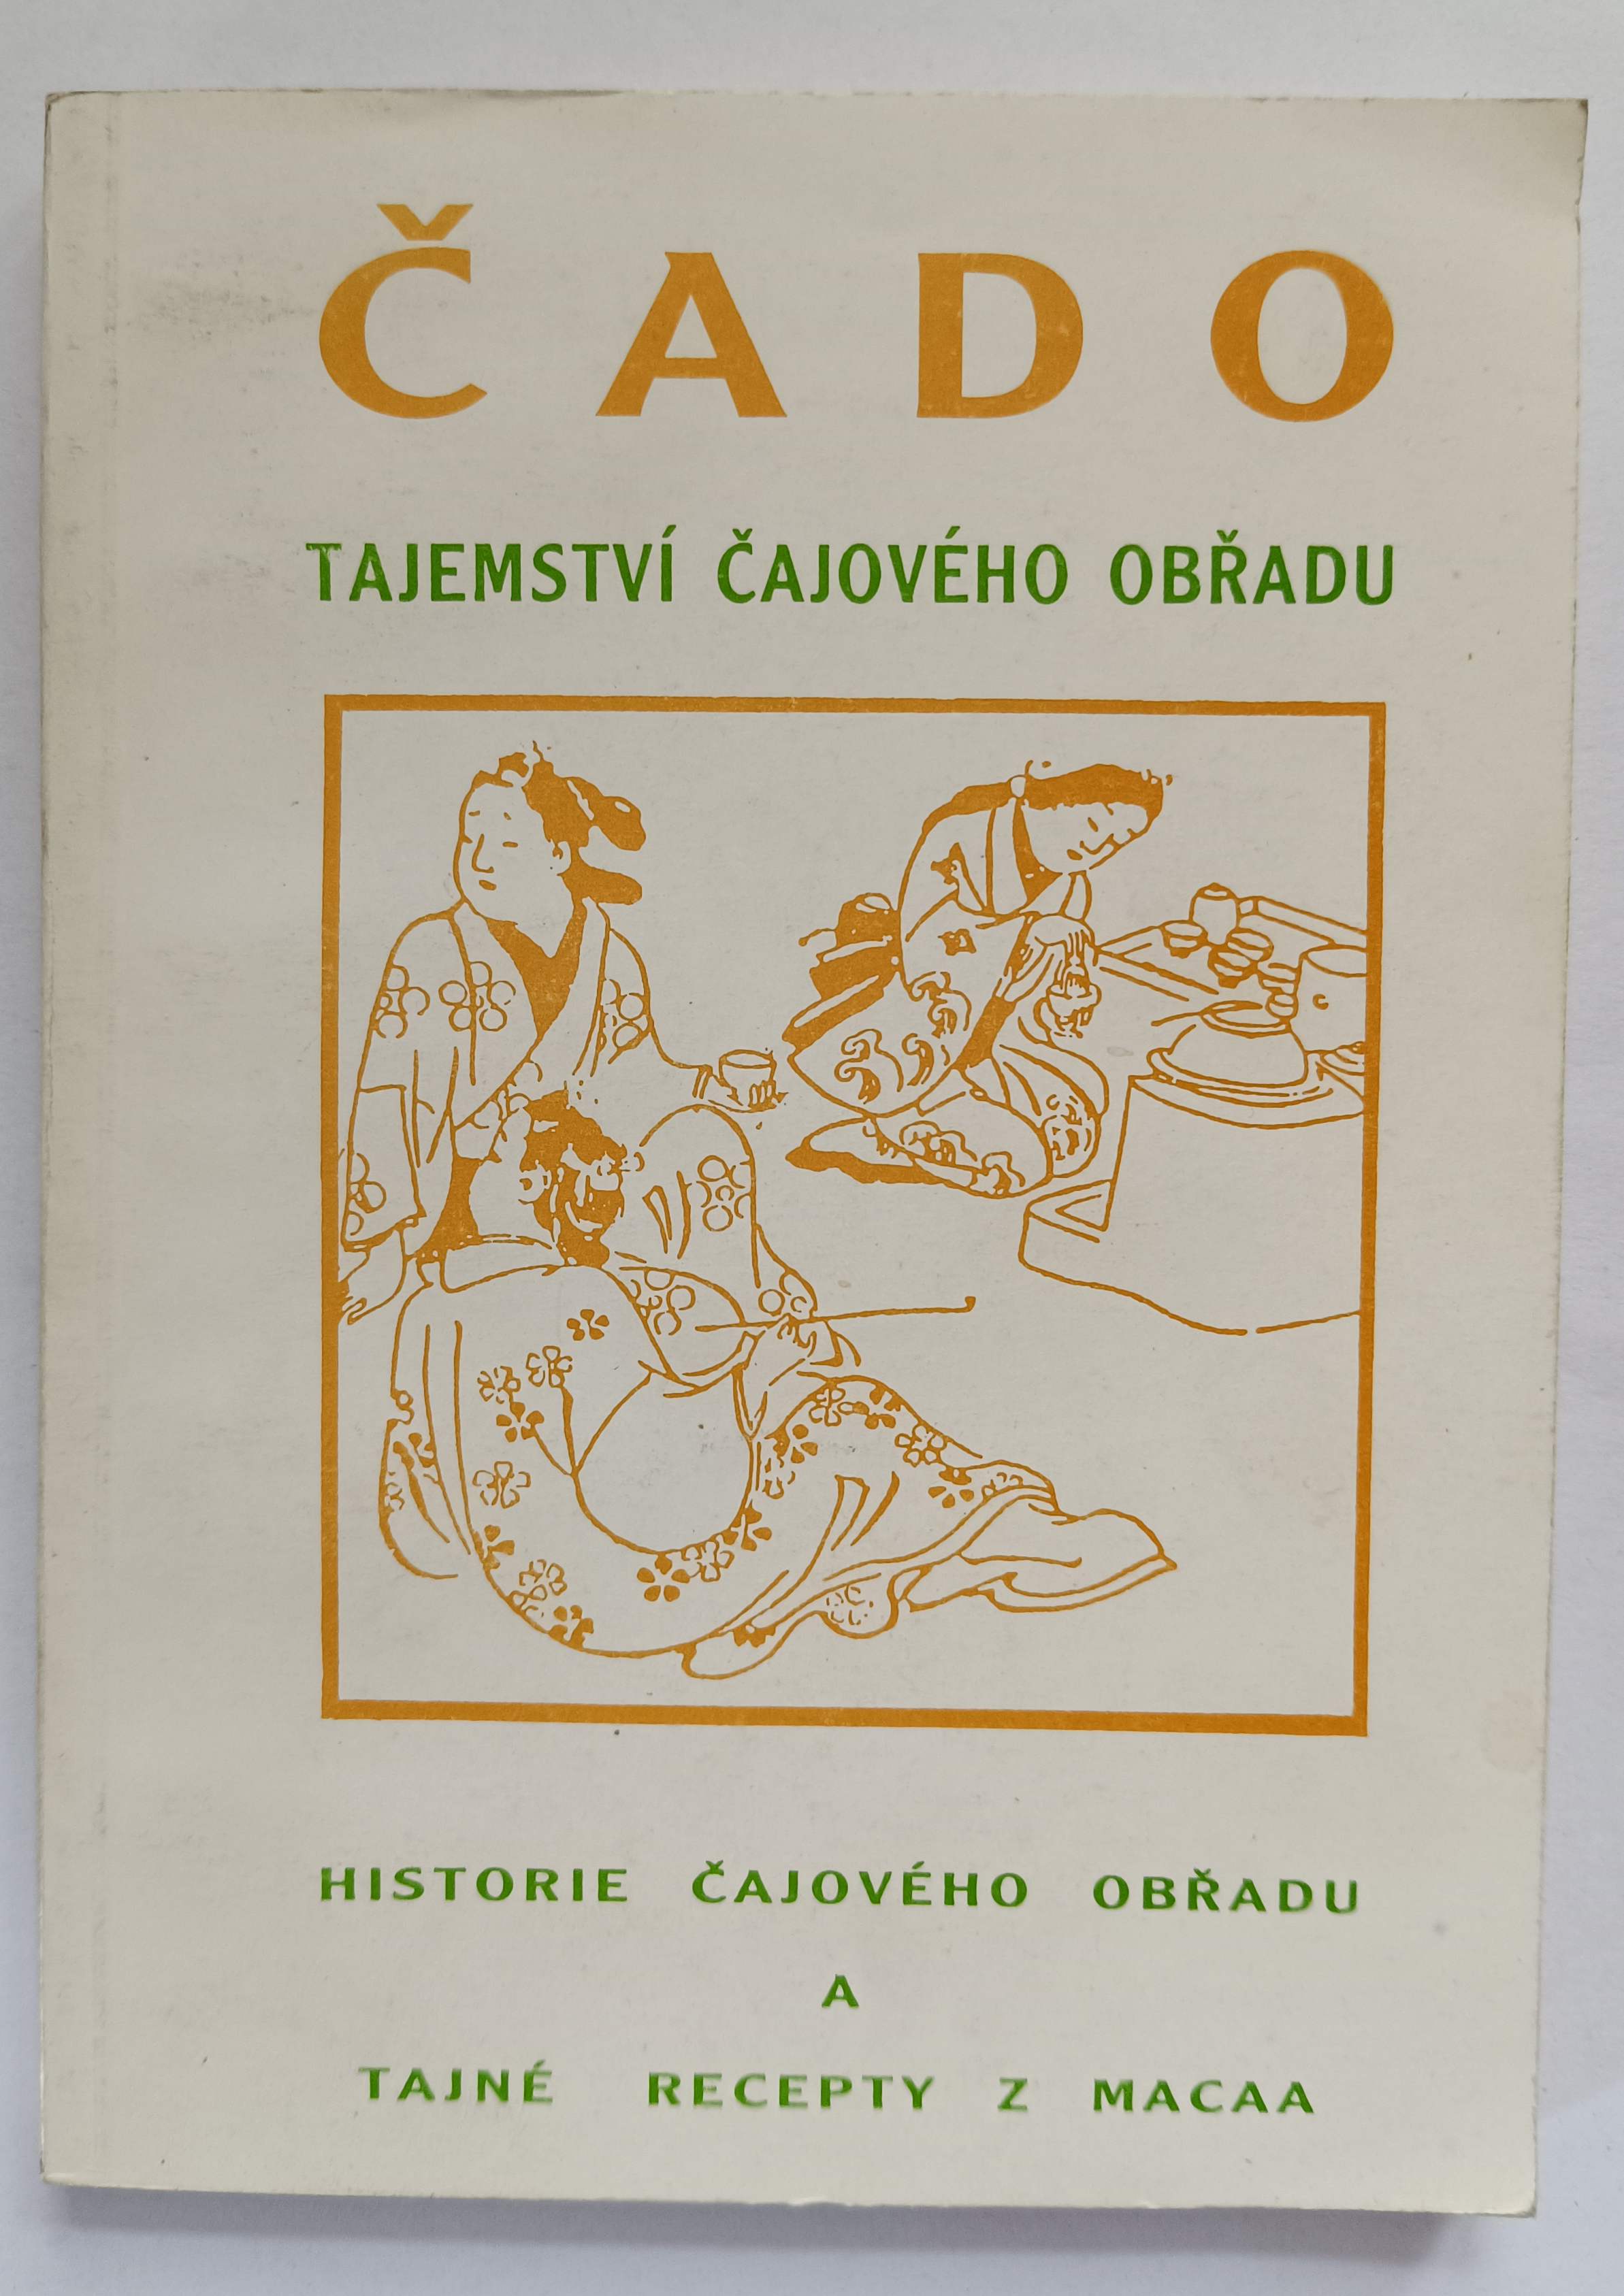 ČADO
TAJEMSTVÍ ČAJOVÉHO OBŘADU
HISTORIE ČAJOVÉHO OBŘADU
A
TAJNÉ RECEPTY Z MACAA